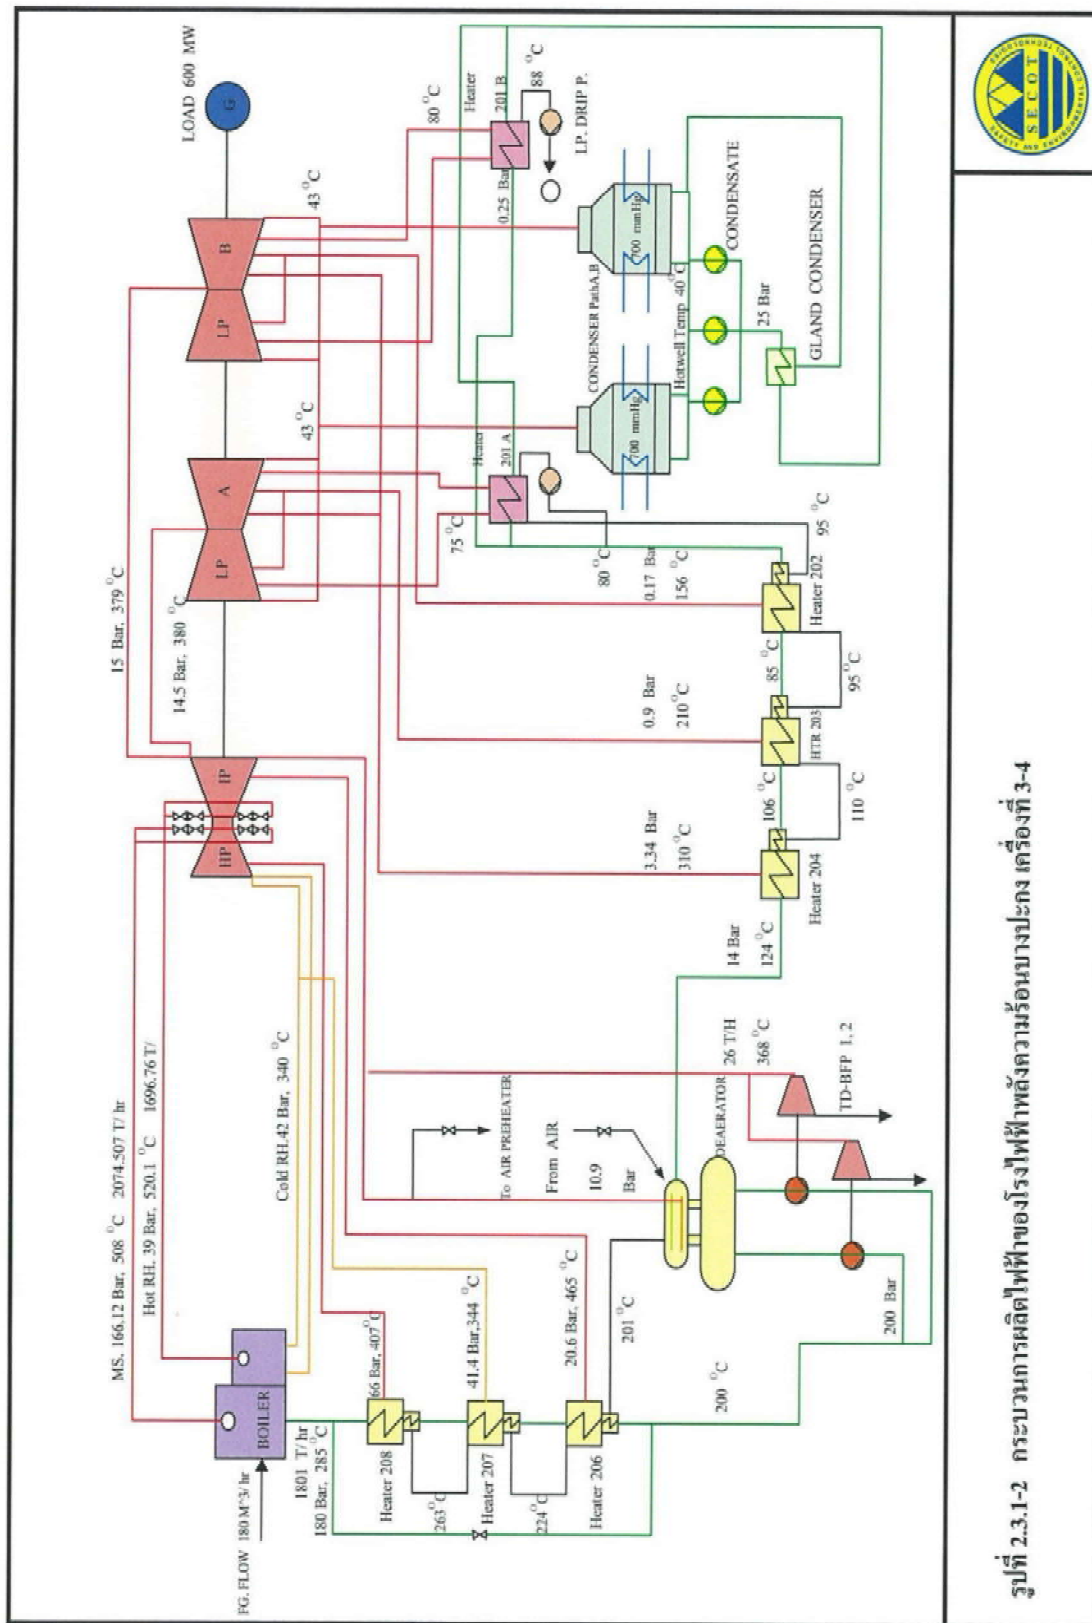 FG. FLOW 180 M^3/ hr
BOILER
MS, 166.12 Bar, 508 °C 2074.507 T/ hr
Hot RH, 39 Bar, 520.1 °C 1696.76 T/
Cold RH.42 Bar, 340 °C
15 Bar, 379 °C
14.5 Bar, 380 °C
LOAD 600 MW
HP
IP
LP
A
LP
B
G
43 °C
43 °C
1801 T/ hr
180 Bar, 285 °C
66 Bar, 407 °C
Heater 208
263 °C
41.4 Bar,344 °C
Heater 207
224 °C
20.6 Bar, 465 °C
Heater 206
201 °C
200 °C
200 Bar
To AIR PREHEATER
From AIR
10.9
Bar
DEAERATOR
26 T/H
368 °C
TD-BFP 1, 2
14 Bar
124 °C
3.34 Bar
310 °C
Heater 204
106 °C
110 °C
0.9 Bar
210 °C
HTR 203
85 °C
95 °C
0.17 Bar
156 °C
Heater 202
95 °C
75 °C
80 °C
Heater
201 A
CONDENSER PathA,B
700 mmHg
700 mmHg
Hotwell Temp 40 °C
CONDENSATE
25 Bar
GLAND CONDENSER
80 °C
Heater
201 B
88 °C
0.25 Bar
LP. DRIP P.
SECOT
SAFETY AND ENVIRONMENTAL CONTROL TECHNOLOGIES
รูปที่ 2.3.1-2 กระบวนการผลิตไฟฟ้าของโรงไฟฟ้าพลังความร้อนบางปะกง เครื่องที่ 3-4